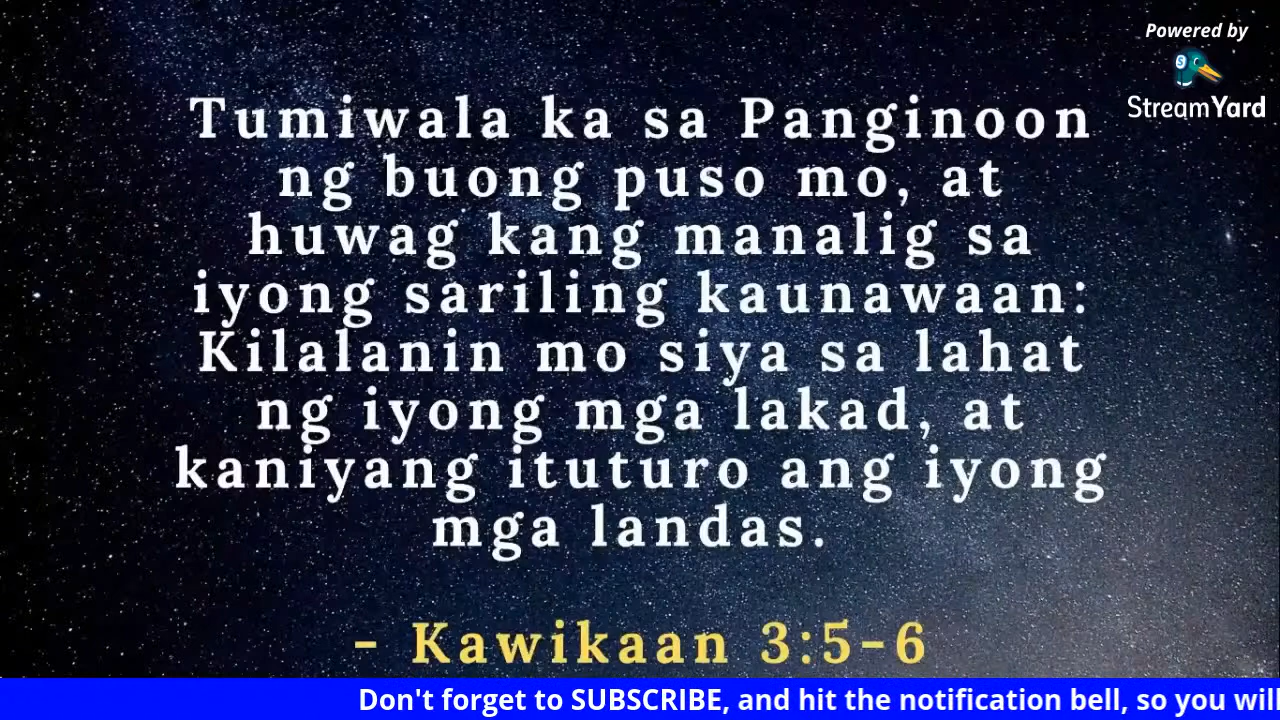 Powered by
StreamYard
Tumiwala ka sa Panginoon
ng buong puso mo, at
huwag kang manalig sa
iyong sariling kaunawaan:
Kilalanin mo siya sa lahat
ng iyong mga lakad, at
kaniyang ituturo ang iyong
mga landas.
- Kawikaan 3:5-6
Don't forget to SUBSCRIBE, and hit the notification bell, so you will